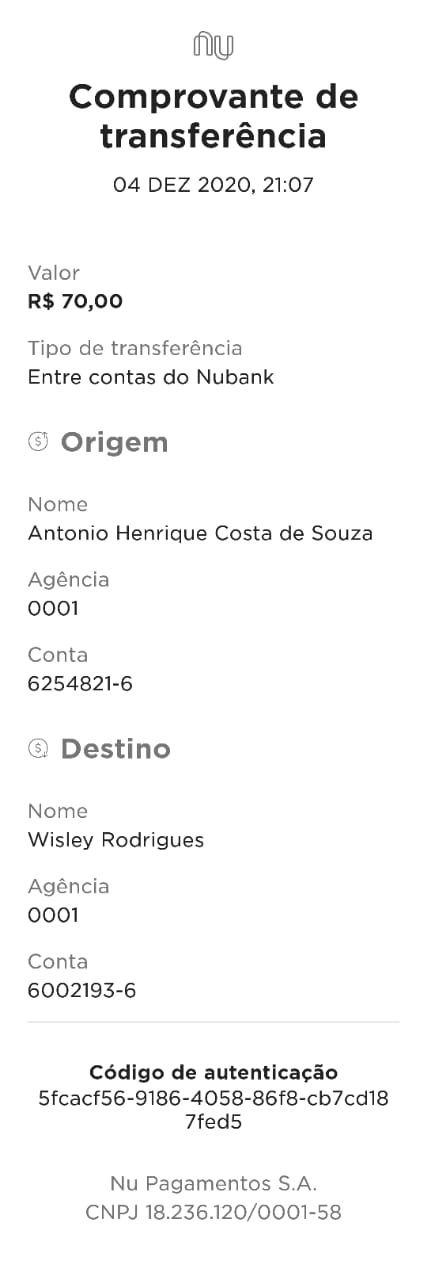 nu
Comprovante de
transferência
04 DEZ 2020, 21:07
Valor
R$ 70,00
Tipo de transferência
Entre contas do Nubank
Origem
Nome
Antonio Henrique Costa de Souza
Agência
0001
Conta
6254821-6
Destino
Nome
Wisley Rodrigues
Agência
0001
Conta
6002193-6
Código de autenticação
5fcacf56-9186-4058-86f8-cb7cd18
7fed5
Nu Pagamentos S.A.
CNPJ 18.236.120/0001-58